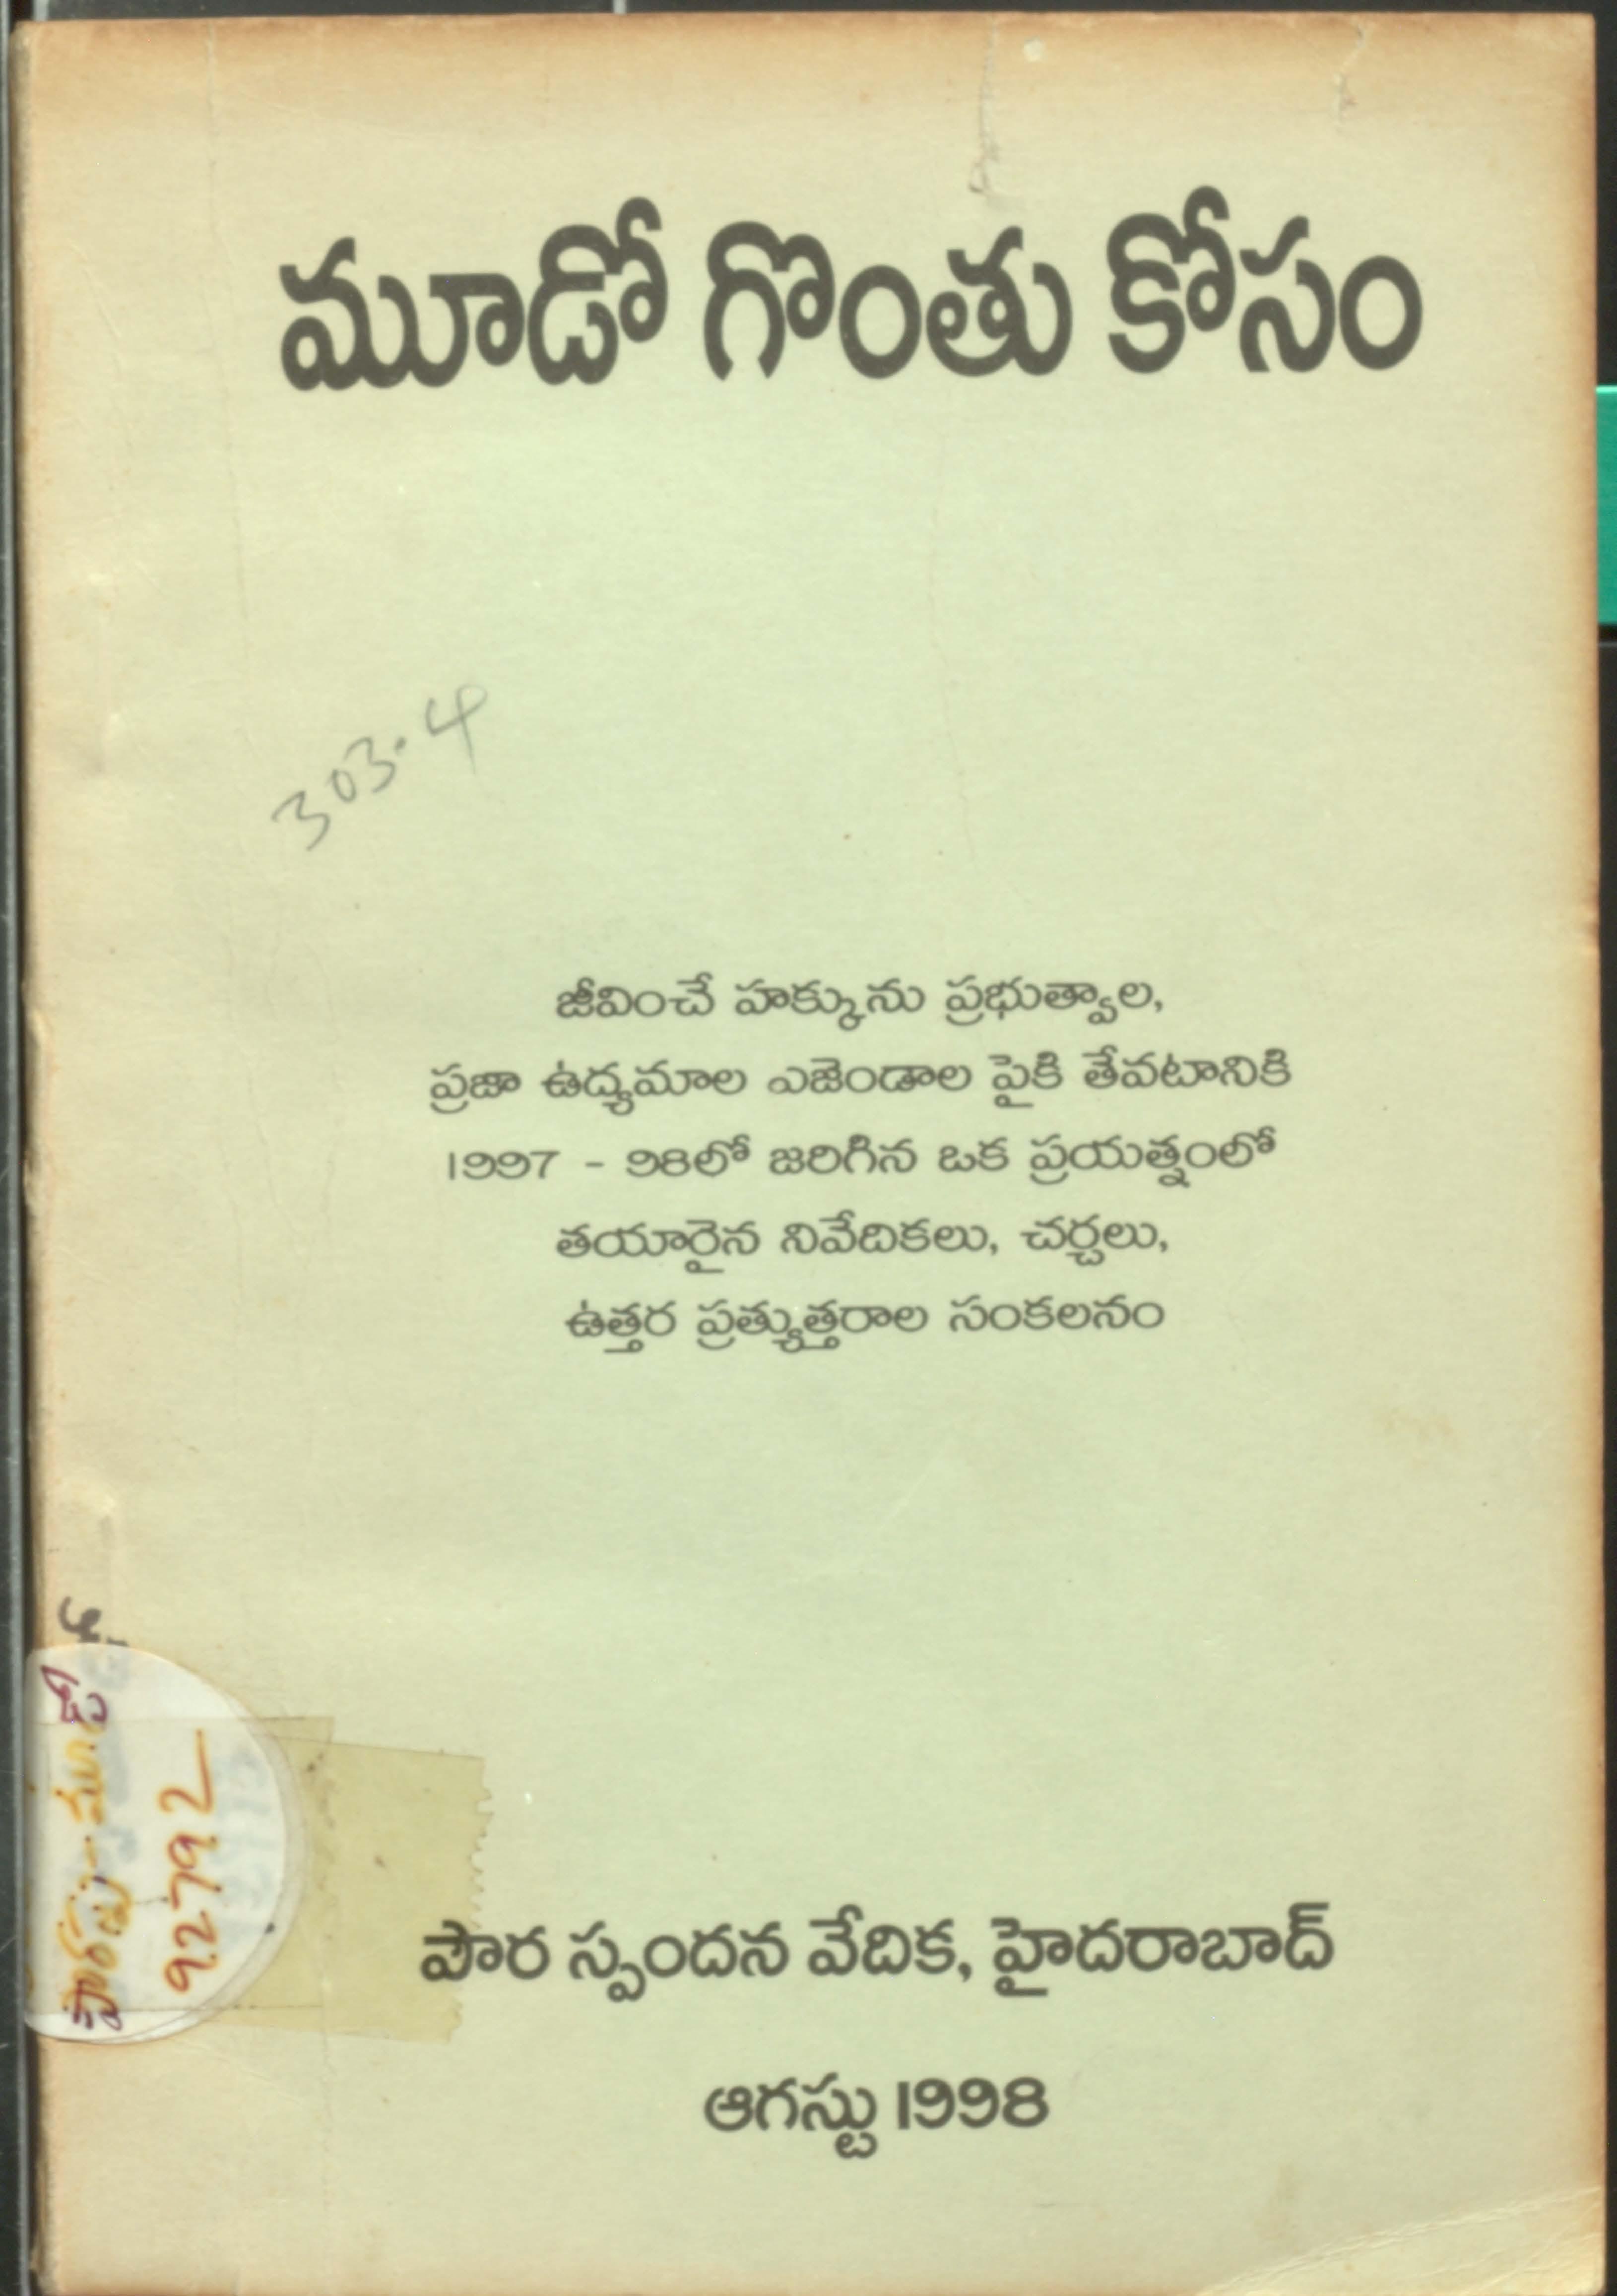 మూడో గొంతు కోసం
303.4
జీవించే హక్కును ప్రభుత్వాల,
ప్రజా ఉద్యమాల ఎజెండాల పైకి తేవటానికి
1997 - 98లో జరిగిన ఒక ప్రయత్నంలో
తయారైన నివేదికలు, చర్చలు,
ఉత్తర ప్రత్యుత్తరాల సంకలనం
92792
పౌర స్పందన వేదిక, హైదరాబాద్
ఆగస్టు 1998